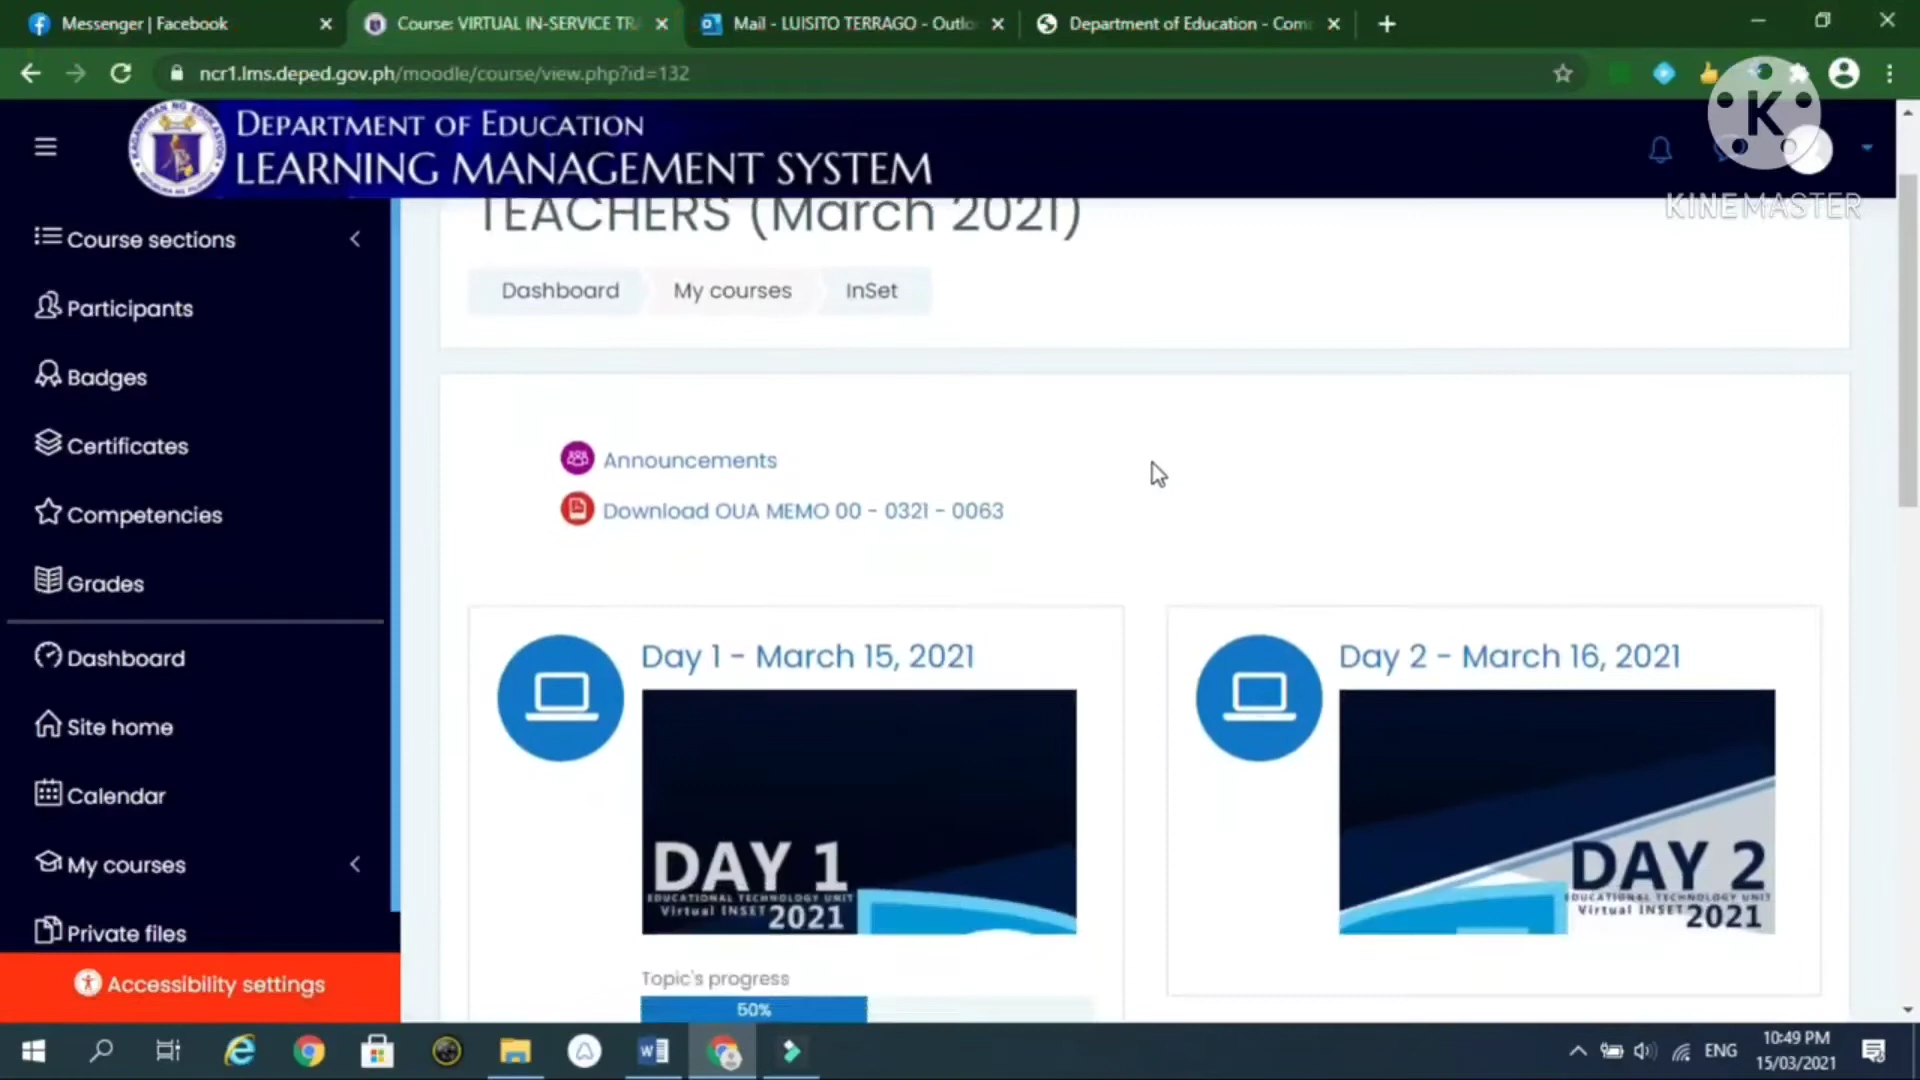 Messenger | Facebook
Course: VIRTUAL IN-SERVICE TR
Mail - LUISITO TERRAGO - Outlo
Department of Education - Com
ncr1.lms.deped.gov.ph/moodle/course/view.php?id=132
K
KINEMASTER
DEPARTMENT OF EDUCATION
LEARNING MANAGEMENT SYSTEM
Course sections
Participants
Badges
Certificates
Competencies
Grades
Dashboard
Site home
Calendar
My courses
Private files
Accessibility settings
TEACHERS (March 2021)
Dashboard
My courses
InSet
Announcements
Download OUA MEMO 00 - 0321 - 0063
Day 1 - March 15, 2021
DAY 1
EDUCATIONAL TECHNOLOGY UNIT
Virtual INSET 2021
Topic's progress
50%
Day 2 - March 16, 2021
DAY 2
EDUCATIONAL TECHNOLOGY UNIT
Virtual INSET 2021
ENG
10:49 PM
15/03/2021